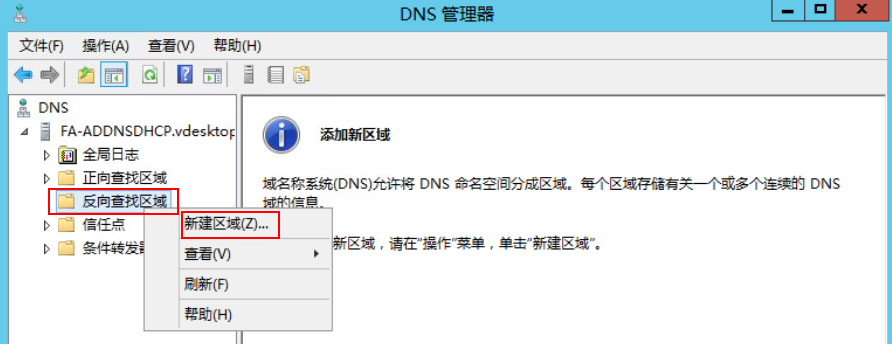 DNS 管理器
文件(F) 操作(A) 查看(V) 帮助(H)
DNS
FA-ADDNSDHCP.vdesktop
全局日志
正向查找区域
反向查找区域
信任点
条件转发器
新建区域(Z)...
查看(V)
刷新(F)
帮助(H)
添加新区域
域名称系统(DNS)允许将 DNS 命名空间分成区域。每个区域存储有关一个或多个连续的 DNS
域的信息。
新区域，请在“操作”菜单，单击“新建区域”。